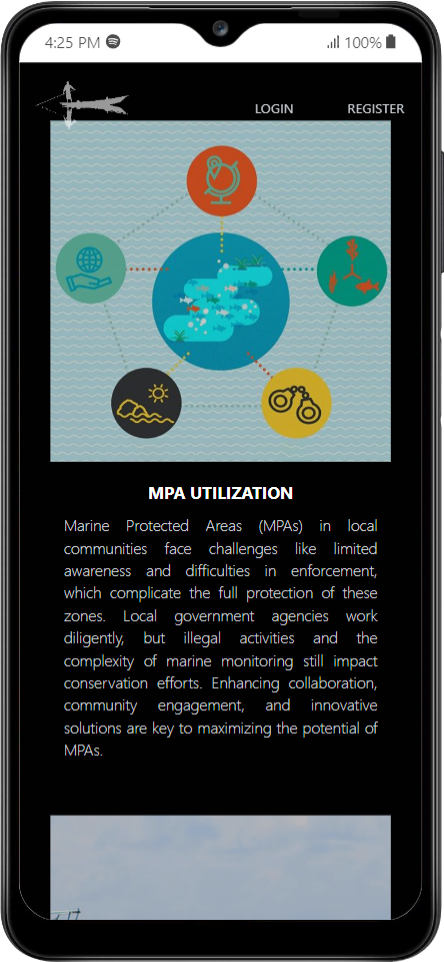 4:25 PM 100%
LOGIN REGISTER
MPA UTILIZATION
Marine Protected Areas (MPAs) in local
communities face challenges like limited
awareness and difficulties in enforcement,
which complicate the full protection of these
zones. Local government agencies work
diligently, but illegal activities and the
complexity of marine monitoring still impact
conservation efforts. Enhancing collaboration,
community engagement, and innovative
solutions are key to maximizing the potential of
MPAs.